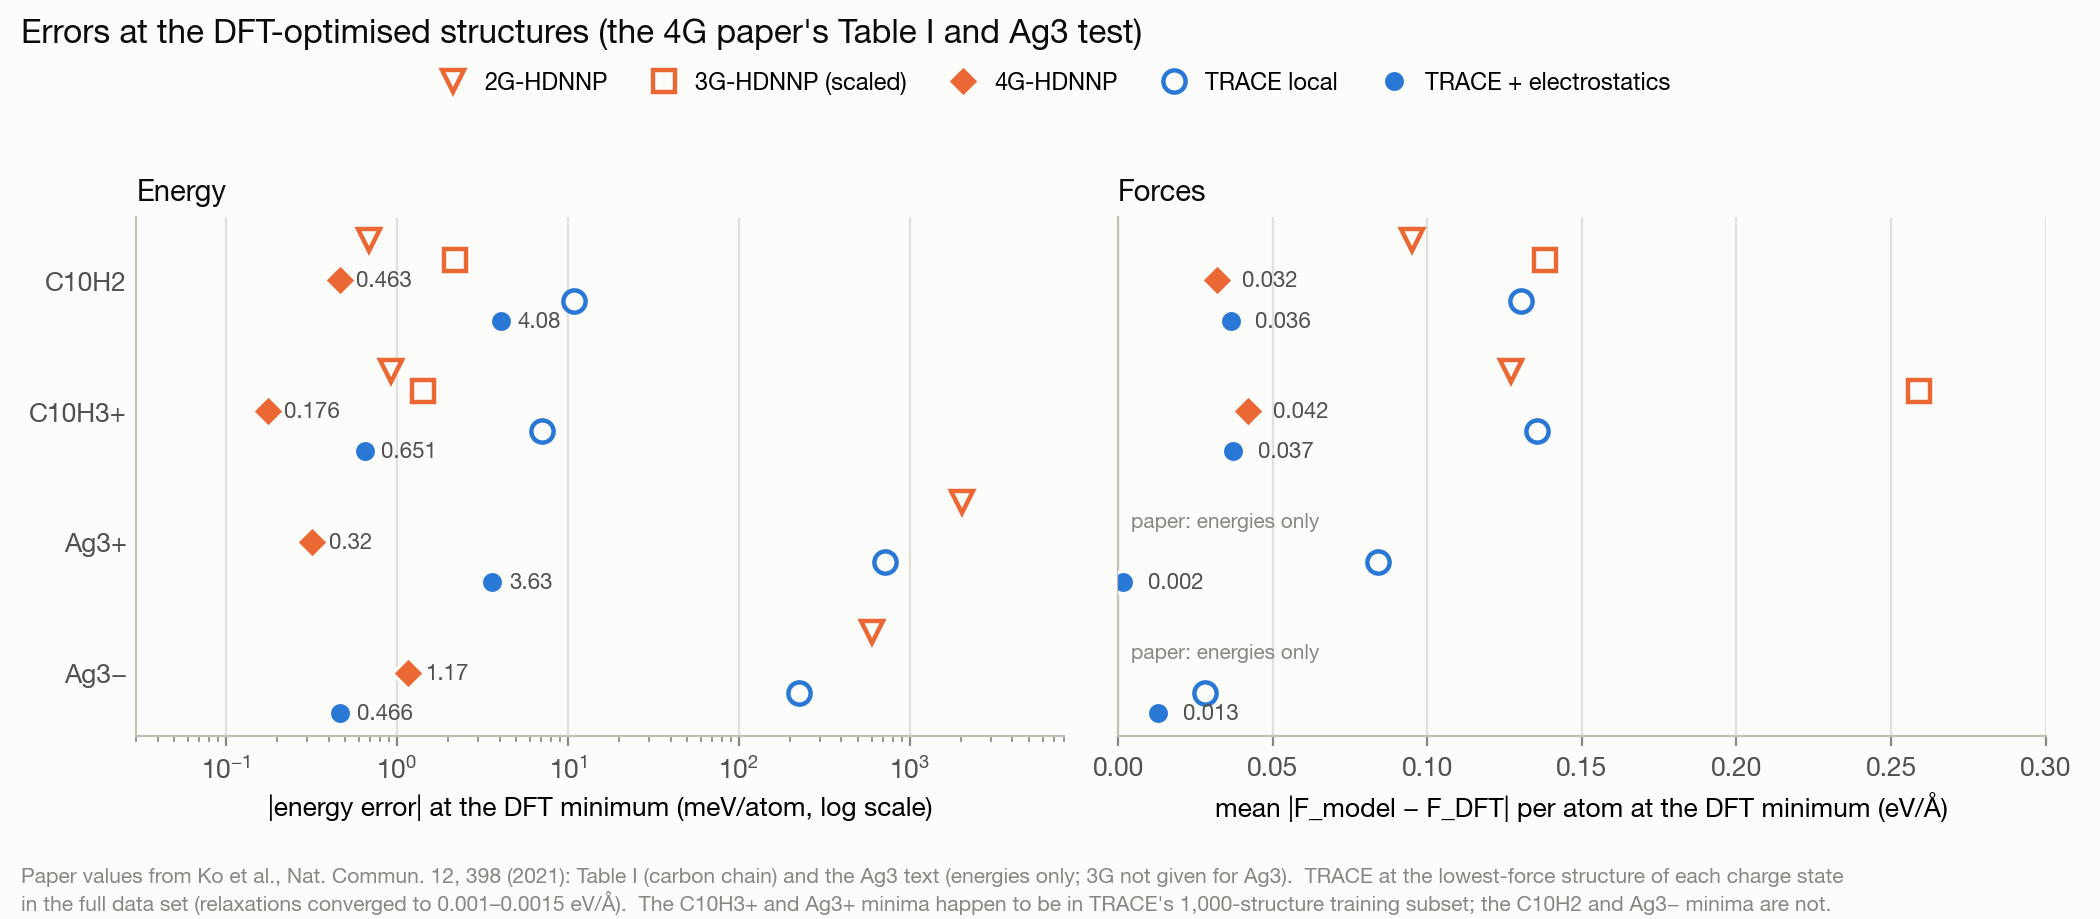 Errors at the DFT-optimised structures (the 4G paper's Table I and Ag3 test)
2G-HDNNP
3G-HDNNP (scaled)
4G-HDNNP
TRACE local
TRACE + electrostatics
Energy
C10H2
0.463
4.08
C10H3+
0.176
0.651
Ag3+
0.32
3.63
Ag3−
1.17
0.466
10⁻¹
10⁰
10¹
10²
10³
|energy error| at the DFT minimum (meV/atom, log scale)
Forces
0.032
0.036
0.042
0.037
paper: energies only
0.002
paper: energies only
0.013
0.00
0.05
0.10
0.15
0.20
0.25
0.30
mean |F_model − F_DFT| per atom at the DFT minimum (eV/Å)
Paper values from Ko et al., Nat. Commun. 12, 398 (2021): Table I (carbon chain) and the Ag3 text (energies only; 3G not given for Ag3).  TRACE at the lowest-force structure of each charge state
in the full data set (relaxations converged to 0.001–0.0015 eV/Å).  The C10H3+ and Ag3+ minima happen to be in TRACE's 1,000-structure training subset; the C10H2 and Ag3− minima are not.